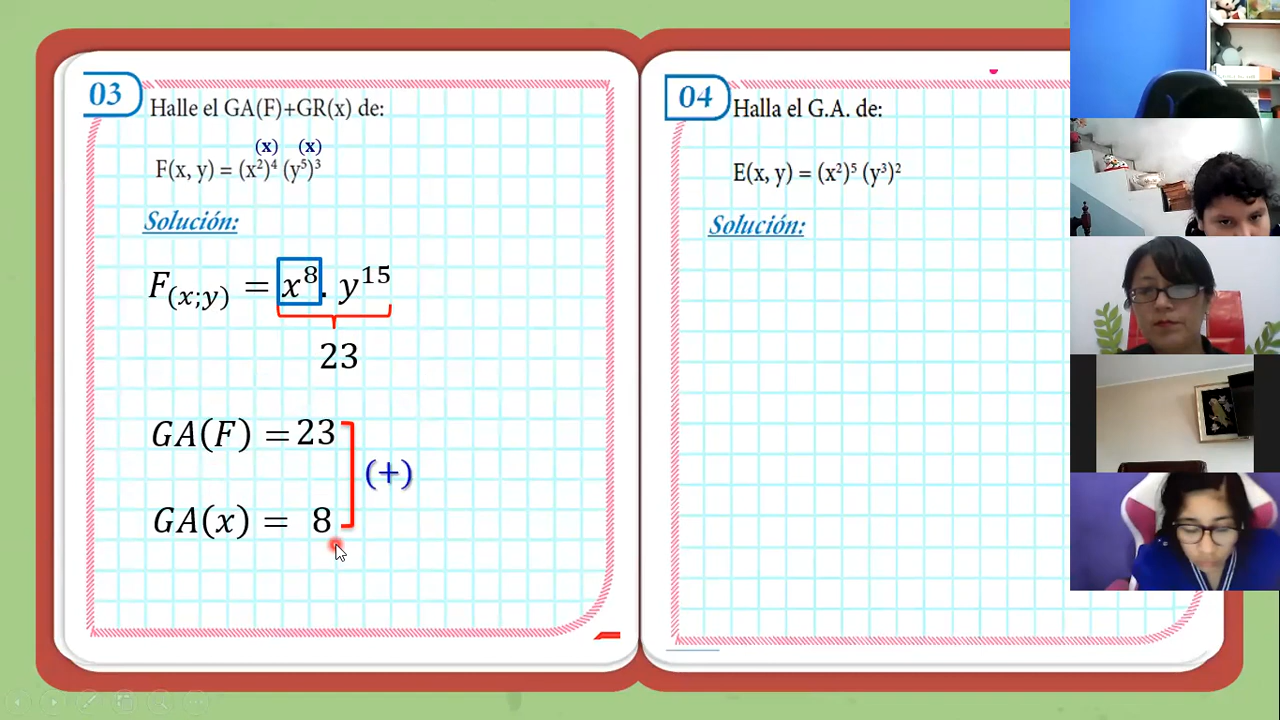 03
Halle el GA(F)+GR(x) de:
(x) (x)
F(x, y) = (x²)⁴ (y⁵)³
Solución:
F(x;y) = x⁸. y¹⁵
23
GA(F) = 23
(+)
GA(x) = 8
04
Halla el G.A. de:
E(x, y) = (x²)⁵ (y³)²
Solución: